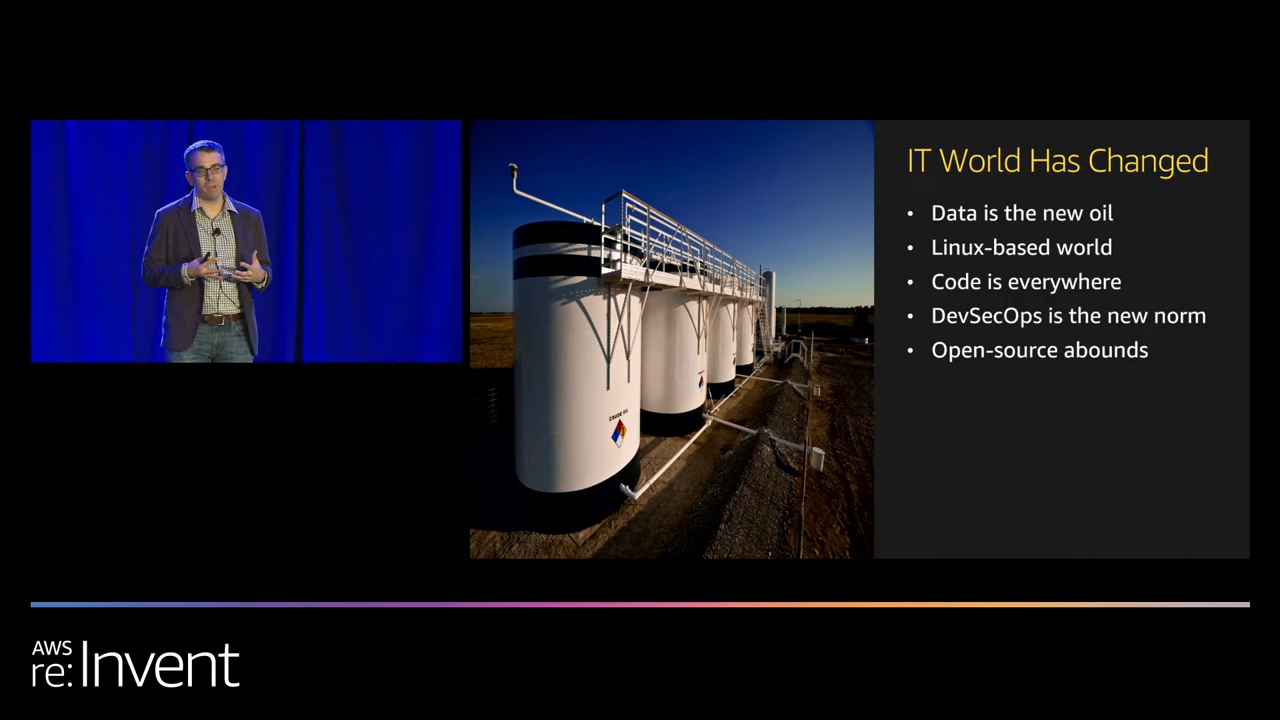 CRUDE OIL
IT World Has Changed
• Data is the new oil
• Linux-based world
• Code is everywhere
• DevSecOps is the new norm
• Open-source abounds
AWS
re:Invent